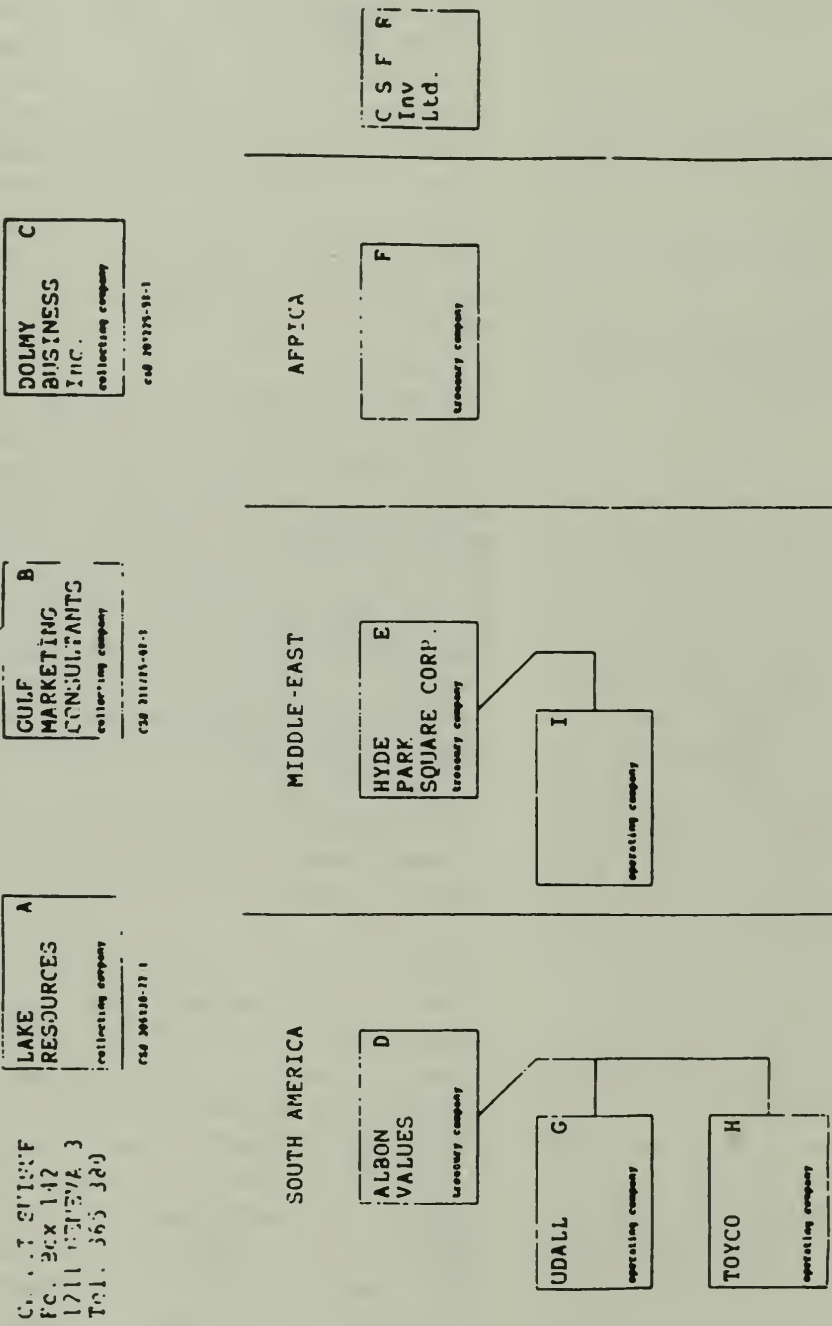 BOX 142
LAKE A
RESOURCES
collecting company
GULF B
MARKETING
CONSULTANTS
collecting company
DOLMY C
BUSINESS
Inc.
collecting company
SOUTH AMERICA
MIDDLE-EAST
AFRICA
ALBON D
VALUES
treasury company
HYDE E
PARK
SQUARE CORP.
treasury company
F
treasury company
C S F R
Inv
Ltd.
UDALL G
operating company
I
operating company
TOYCO H
operating company